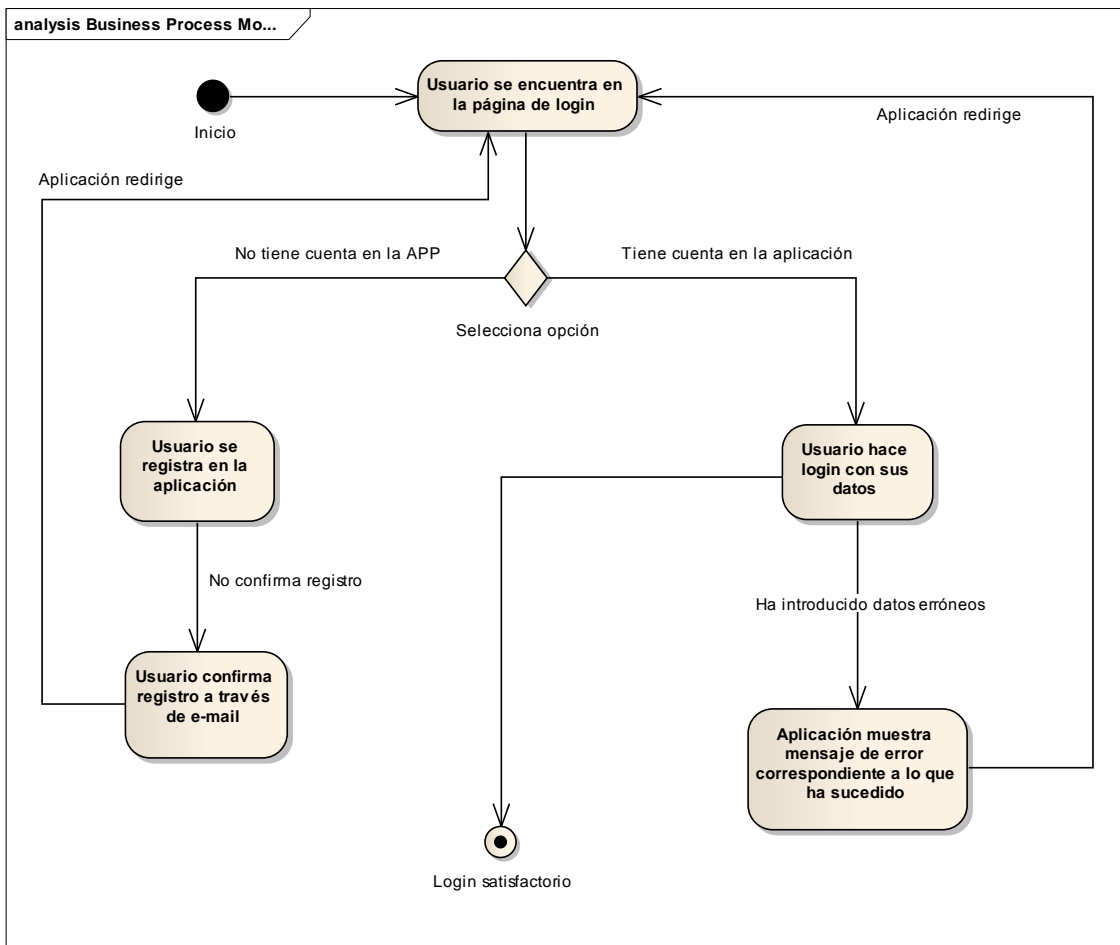 analysis Business Process Mo...
Usuario se encuentra en
la página de login
Inicio
Aplicación redirige
Aplicación redirige
No tiene cuenta en la APP
Tiene cuenta en la aplicación
Selecciona opción
Usuario se
registra en la
aplicación
Usuario hace
login con sus
datos
No confirma registro
Ha introducido datos erróneos
Usuario confirma
registro a través
de e-mail
Aplicación muestra
mensaje de error
correspondiente a lo que
ha sucedido
Login satisfactorio